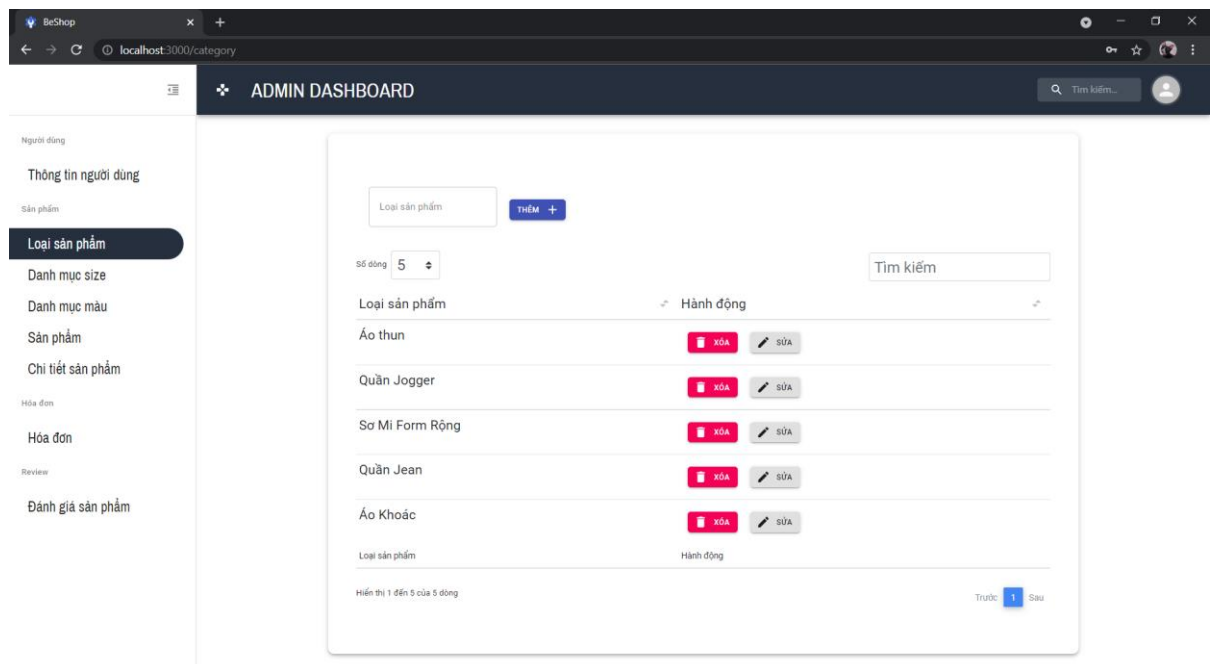 BeShop
localhost:3000/category
ADMIN DASHBOARD
Tìm kiếm...
Người dùng
Thông tin người dùng
Sản phẩm
Loại sản phẩm
Danh mục size
Danh mục màu
Sản phẩm
Chi tiết sản phẩm
Hóa đơn
Hóa đơn
Review
Đánh giá sản phẩm
Loại sản phẩm
THÊM
Số dòng 5
Tìm kiếm
Loại sản phẩm Hành động
Áo thun XÓA SỬA
Quần Jogger XÓA SỬA
Sơ Mi Form Rộng XÓA SỬA
Quần Jean XÓA SỬA
Áo Khoác XÓA SỬA
Loại sản phẩm Hành động
Hiển thị 1 đến 5 của 5 dòng
Trước 1 Sau